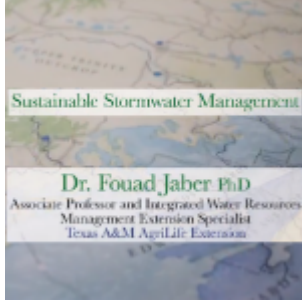 Sustainable Stormwater Management
Dr. Fouad Jaber PhD
Associate Professor and Integrated Water Resources
Management Extension Specialist
Texas A&M AgriLife Extension